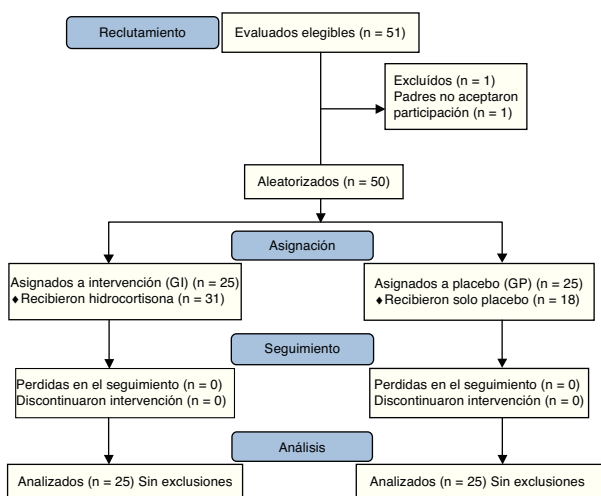 Reclutamiento
Evaluados elegibles (n = 51)
Excluídos (n = 1)
Padres no aceptaron
participación (n = 1)
Aleatorizados (n = 50)
Asignación
Asignados a intervención (GI) (n = 25)
♦Recibieron hidrocortisona (n = 31)
Asignados a placebo (GP) (n = 25)
♦Recibieron solo placebo (n = 18)
Seguimiento
Perdidas en el seguimiento (n = 0)
Discontinuaron intervención (n = 0)
Perdidas en el seguimiento (n = 0)
Discontinuaron intervención (n = 0)
Análisis
Analizados (n = 25) Sin exclusiones
Analizados (n = 25) Sin exclusiones